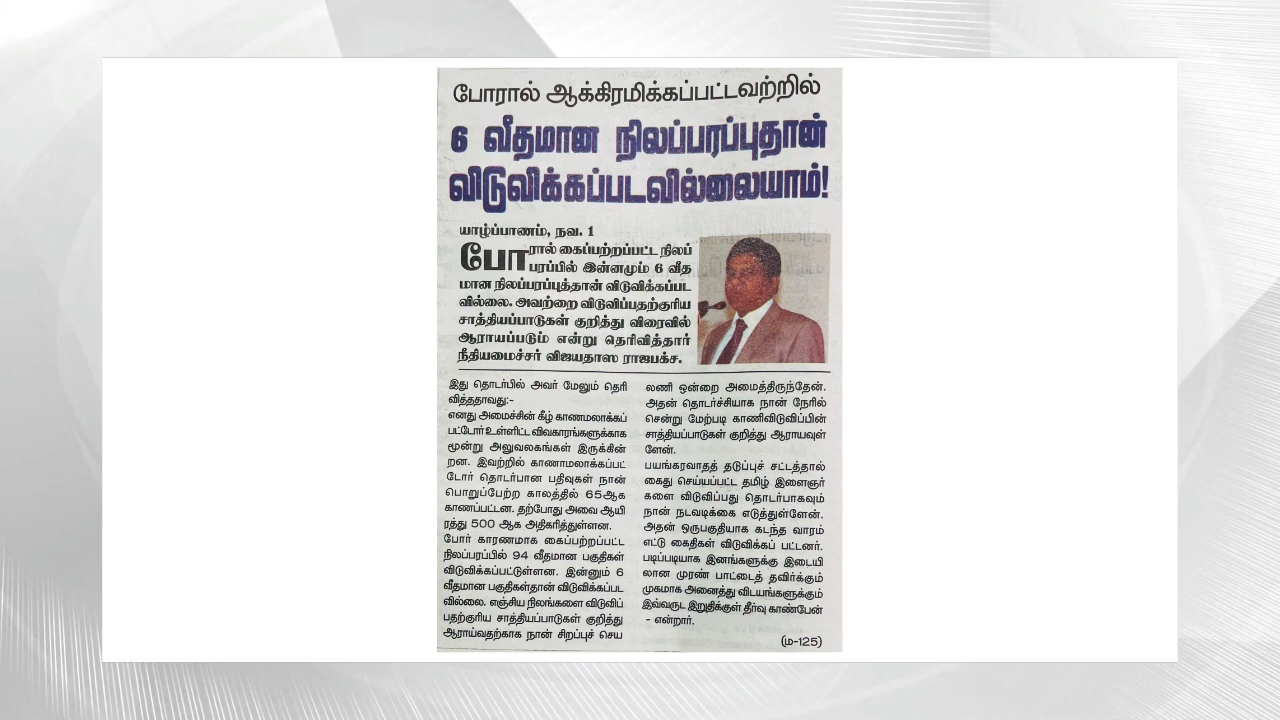 போரால் ஆக்கிரமிக்கப்பட்டவற்றில்
6 வீதமான நிலப்பரப்புதான்
விடுவிக்கப்படவில்லையாம்!
யாழ்ப்பாணம், நவ. 1
போரால் கைப்பற்றப்பட்ட நிலப்
பரப்பில் இன்னமும் 6 வீத
மான நிலப்பரப்புத்தான் விடுவிக்கப்பட
வில்லை. அவற்றை விடுவிப்பதற்குரிய
சாத்தியப்பாடுகள் குறித்து விரைவில்
ஆராயப்படும் என்று தெரிவித்தார்
நீதியமைச்சர் விஜயதாஸ ராஜபக்ச.
இது தொடர்பில் அவர் மேலும் தெரி
வித்ததாவது:-
எனது அமைச்சின் கீழ் காணமலாக்கப்
பட்டோர் உள்ளிட்ட விவகாரங்களுக்காக
மூன்று அலுவலகங்கள் இருக்கின்
றன. இவற்றில் காணாமலாக்கப்பட்
டோர் தொடர்பான பதிவுகள் நான்
பொறுப்பேற்ற காலத்தில் 65ஆக
காணப்பட்டன. தற்போது அவை ஆயி
ரத்து 500 ஆக அதிகரித்துள்ளன.
போர் காரணமாக கைப்பற்றப்பட்ட
நிலப்பரப்பில் 94 வீதமான பகுதிகள்
விடுவிக்கப்பட்டுள்ளன. இன்னும் 6
வீதமான பகுதிகள்தான் விடுவிக்கப்பட
வில்லை. எஞ்சிய நிலங்களை விடுவிப்
பதற்குரிய சாத்தியப்பாடுகள் குறித்து
ஆராய்வதற்காக நான் சிறப்புச் செய
லணி ஒன்றை அமைத்திருந்தேன்.
அதன் தொடர்ச்சியாக நான் நேரில்
சென்று மேற்படி காணிவிடுவிப்பின்
சாத்தியப்பாடுகள் குறித்து ஆராயவுள்
ளேன்.
பயங்கரவாதத் தடுப்புச் சட்டத்தால்
கைது செய்யப்பட்ட தமிழ் இளைஞர்
களை விடுவிப்பது தொடர்பாகவும்
நான் நடவடிக்கை எடுத்துள்ளேன்.
அதன் ஒருபகுதியாக கடந்த வாரம்
எட்டு கைதிகள் விடுவிக்கப் பட்டனர்.
படிப்படியாக இனங்களுக்கு இடையி
லான முரண் பாட்டைத் தவிர்க்கும்
முகமாக அனைத்து விடயங்களுக்கும்
இவ்வருட இறுதிக்குள் தீர்வு காண்பேன்
- என்றார்.
(ம-125)